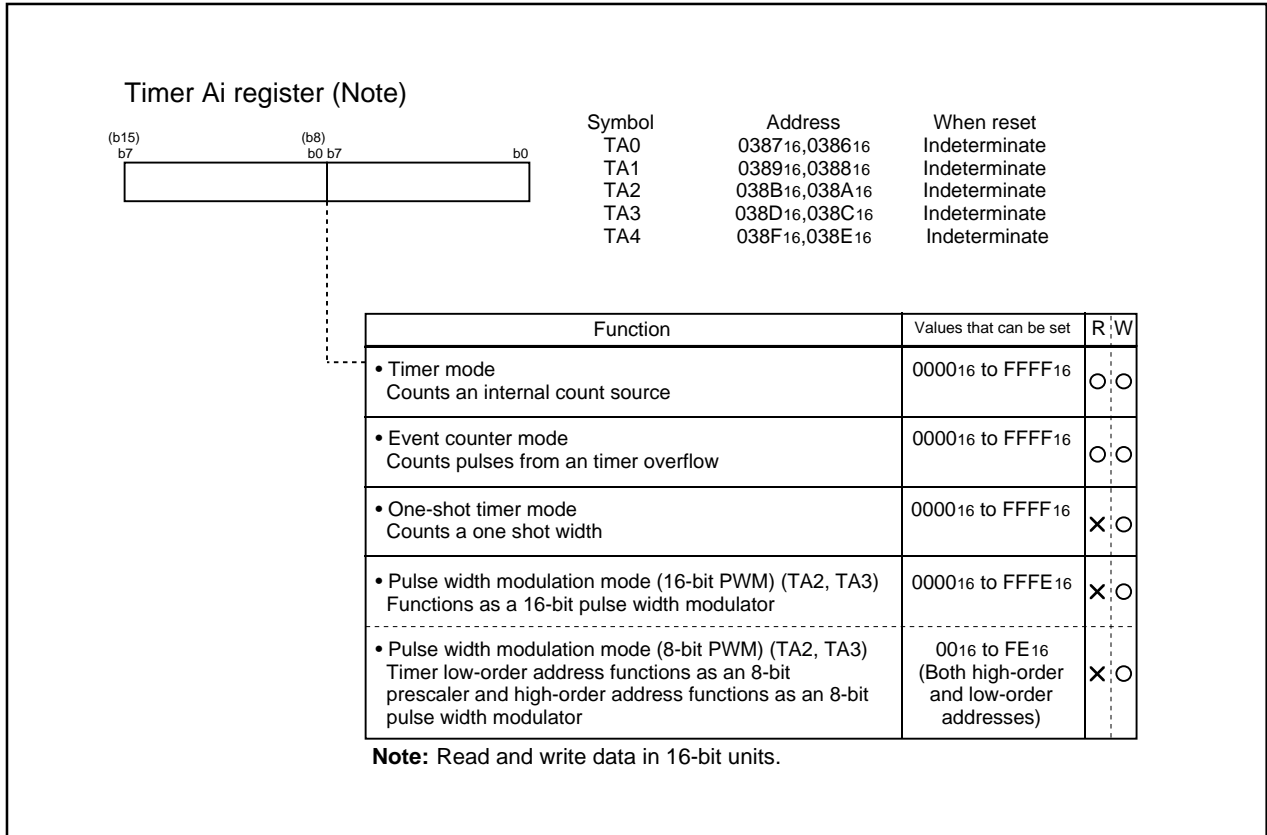 Timer Ai register (Note)
(b15) (b8)
b7 b0 b7 b0
Symbol Address When reset
TA0 038716,038616 Indeterminate
TA1 038916,038816 Indeterminate
TA2 038B16,038A16 Indeterminate
TA3 038D16,038C16 Indeterminate
TA4 038F16,038E16 Indeterminate
Function Values that can be set R W
• Timer mode 000016 to FFFF16
Counts an internal count source
• Event counter mode 000016 to FFFF16
Counts pulses from an timer overflow
• One-shot timer mode 000016 to FFFF16
Counts a one shot width
• Pulse width modulation mode (16-bit PWM) (TA2, TA3) 000016 to FFFE16
Functions as a 16-bit pulse width modulator
• Pulse width modulation mode (8-bit PWM) (TA2, TA3) 0016 to FE16
Timer low-order address functions as an 8-bit (Both high-order
prescaler and high-order address functions as an 8-bit and low-order
pulse width modulator addresses)
Note: Read and write data in 16-bit units.